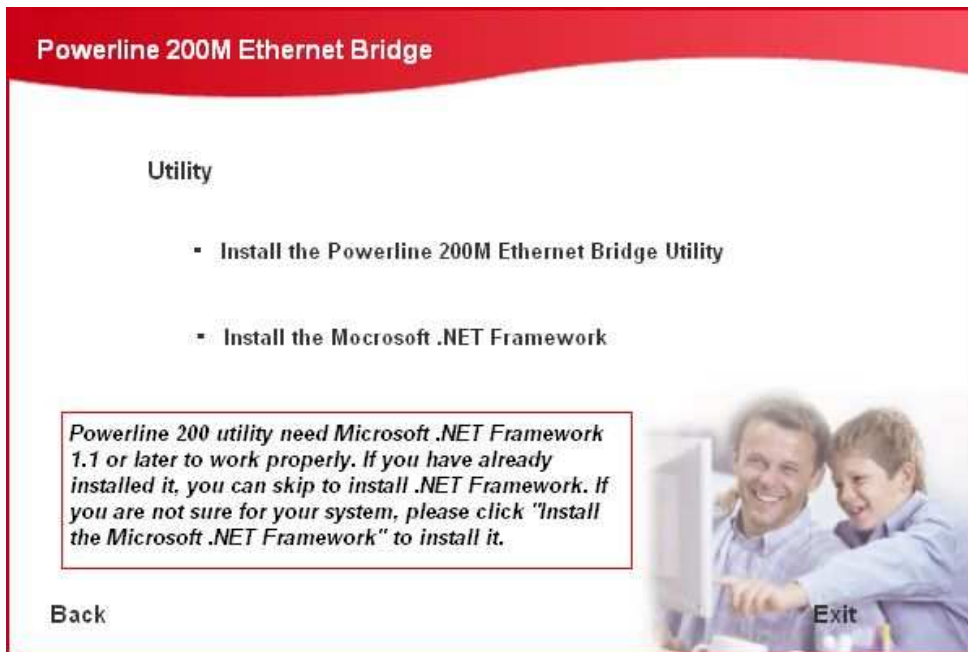 Powerline 200M Ethernet Bridge
Utility
▪ Install the Powerline 200M Ethernet Bridge Utility
▪ Install the Mocrosoft .NET Framework
Powerline 200 utility need Microsoft .NET Framework
1.1 or later to work properly. If you have already
installed it, you can skip to install .NET Framework. If
you are not sure for your system, please click "Install
the Microsoft .NET Framework" to install it.
Back
Exit